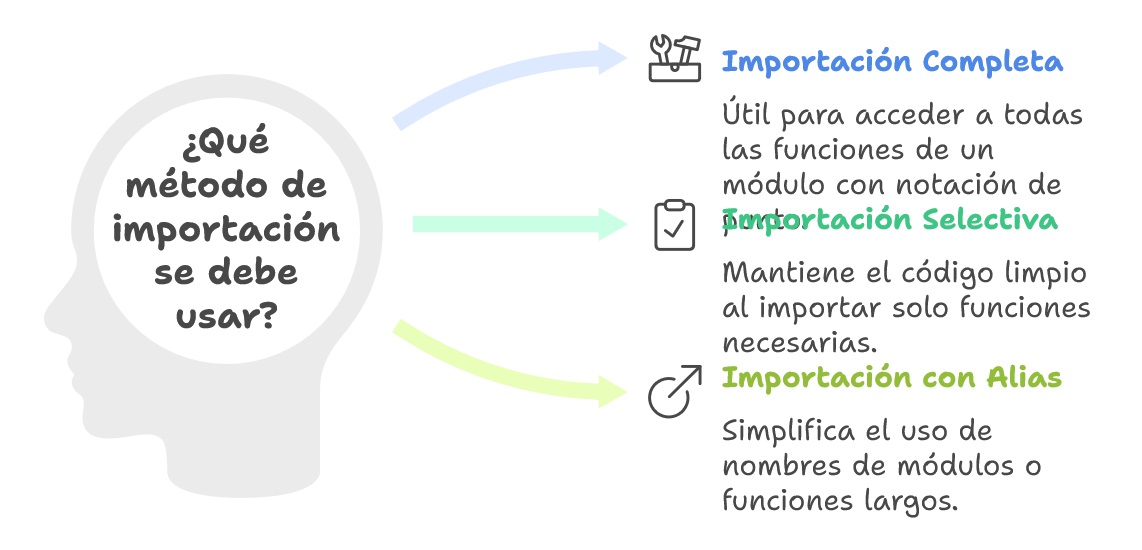 ¿Qué
método de
importación
se debe
usar?
Importación Completa
Útil para acceder a todas
las funciones de un
módulo con notación de
punto.
Importación Selectiva
Mantiene el código limpio
al importar solo funciones
necesarias.
Importación con Alias
Simplifica el uso de
nombres de módulos o
funciones largos.